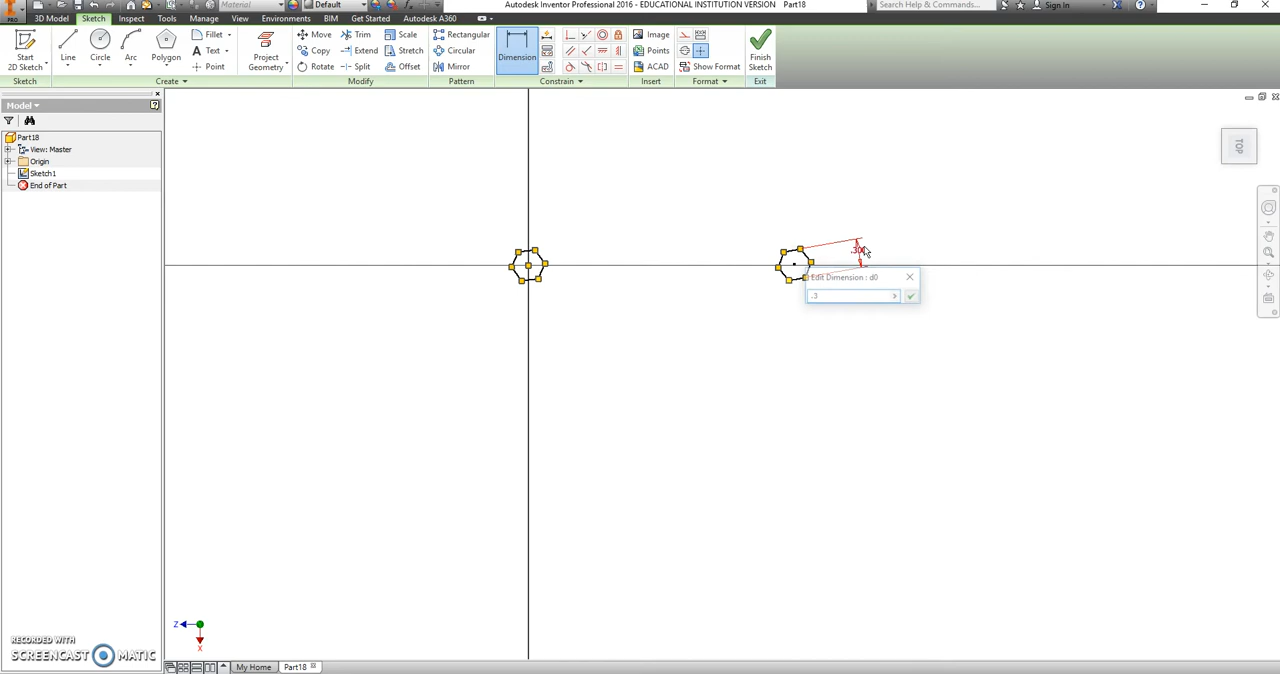 Material
Default
Autodesk Inventor Professional 2016 - EDUCATIONAL INSTITUTION VERSION Part18
Search Help & Commands...
Sign In
PRO
3D Model
Sketch
Inspect
Tools
Manage
View
Environments
BIM
Get Started
Autodesk A360
Start
2D Sketch
Line
Circle
Arc
Polygon
Fillet
Text
Point
Project
Geometry
Move
Copy
Rotate
Trim
Extend
Split
Scale
Stretch
Offset
Rectangular
Circular
Mirror
Dimension
Image
Points
ACAD
Show Format
Finish
Sketch
Sketch
Create
Modify
Pattern
Constrain
Insert
Format
Exit
Model
Part18
View: Master
Origin
Sketch1
End of Part
TOP
Edit Dimension : d0
.3
Z
X
RECORDED WITH
SCREENCAST MATIC
My Home
Part18